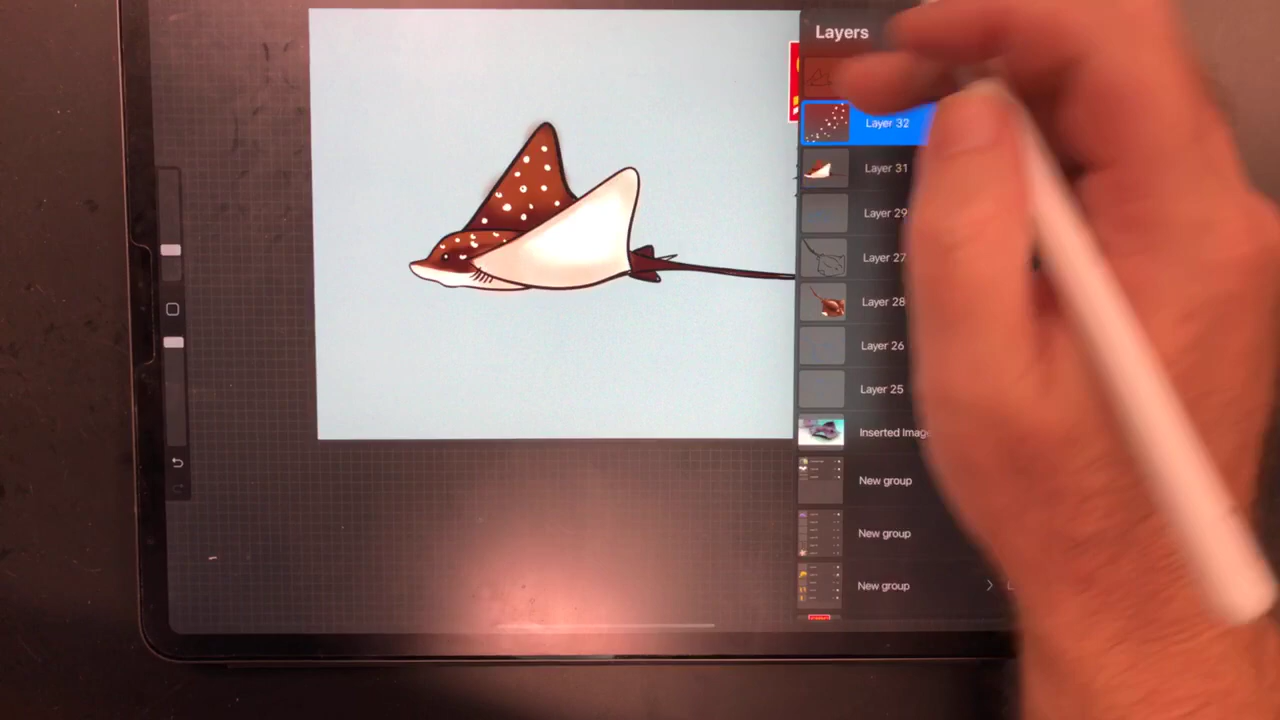 Layers
Layer 32
Layer 31
Layer 29
Layer 27
Layer 28
Layer 26
Layer 25
Inserted Imag
New group
New group
New group